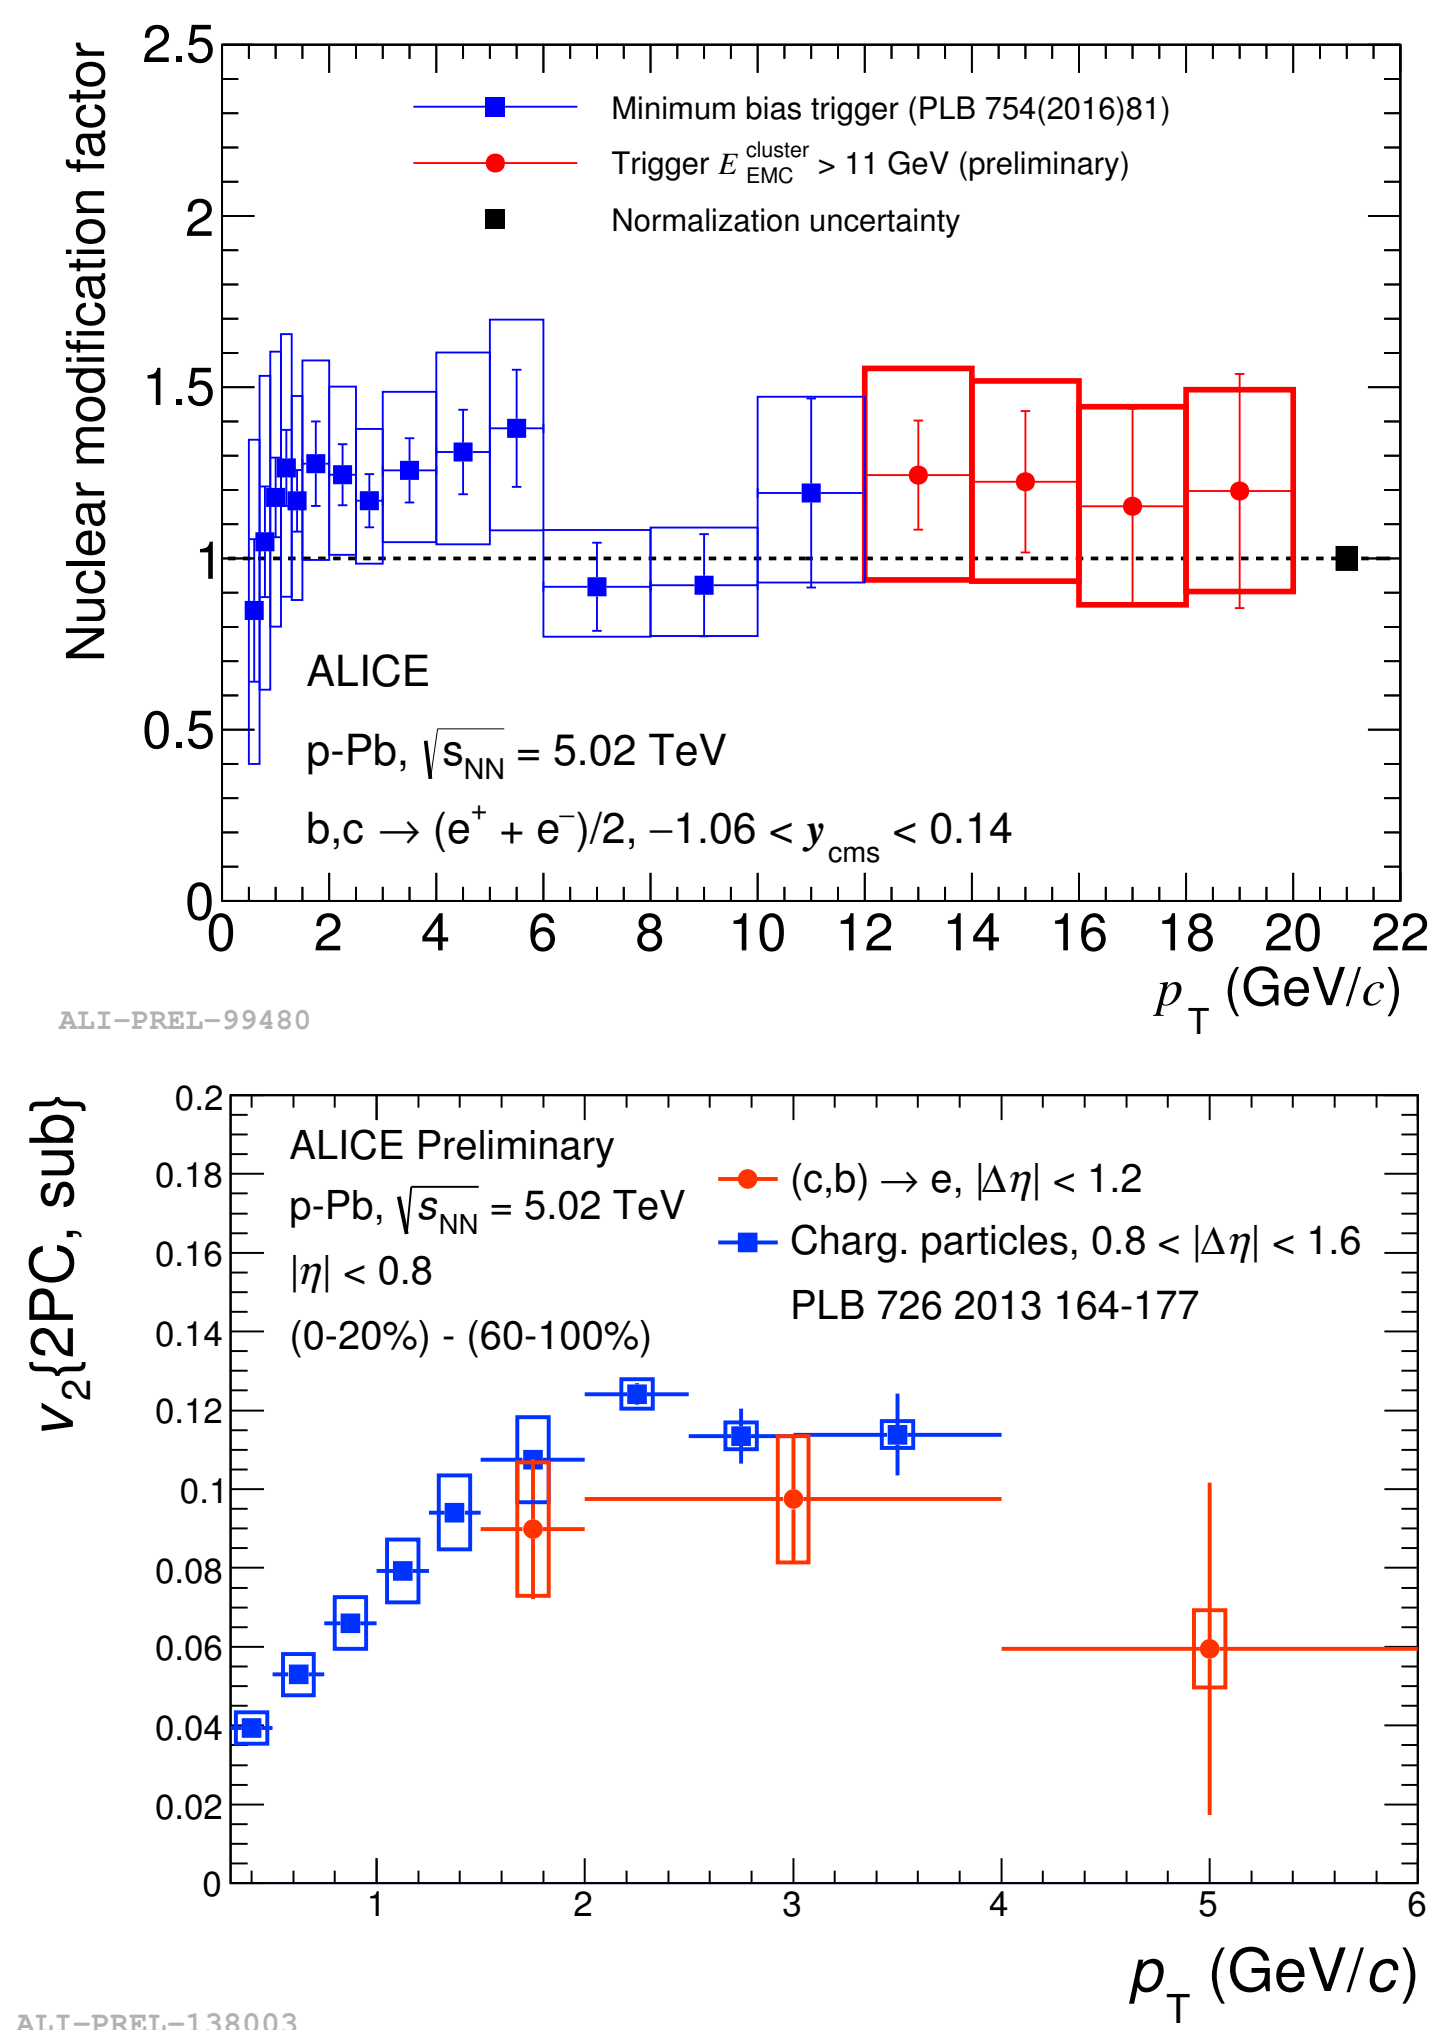 Nuclear modification factor
2.5
2
1.5
1
0.5
0
Minimum bias trigger (PLB 754(2016)81)
Trigger E EMC cluster > 11 GeV (preliminary)
Normalization uncertainty
ALICE
p-Pb, √sNN = 5.02 TeV
b,c → (e+ + e−)/2, −1.06 < ycms < 0.14
0 2 4 6 8 10 12 14 16 18 20 22
pT (GeV/c)
ALI−PREL−99480
v2{2PC, sub}
0.2
0.18
0.16
0.14
0.12
0.1
0.08
0.06
0.04
0.02
0
ALICE Preliminary
p-Pb, √sNN = 5.02 TeV
|η| < 0.8
(0-20%) - (60-100%)
(c,b) → e, |Δη| < 1.2
Charg. particles, 0.8 < |Δη| < 1.6
PLB 726 2013 164-177
1 2 3 4 5 6
pT (GeV/c)
ALI−PREL−138003